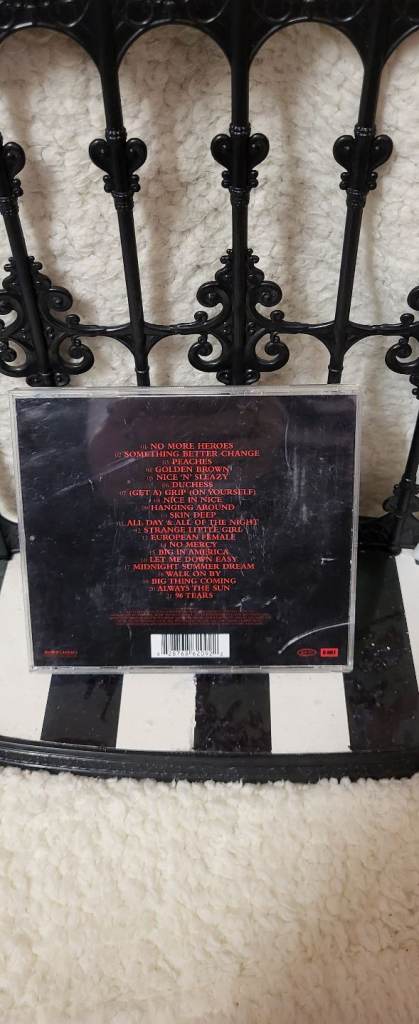 01 NO MORE HEROES
02 SOMETHING BETTER CHANGE
03 PEACHES
04 GOLDEN BROWN
05 NICE 'N' SLEAZY
06 DUCHESS
07 (GET A) GRIP (ON YOURSELF)
08 NICE IN NICE
09 HANGING AROUND
10 SKIN DEEP
11 ALL DAY & ALL OF THE NIGHT
12 STRANGE LITTLE GIRL
13 EUROPEAN FEMALE
14 NO MERCY
15 BIG IN AMERICA
16 LET ME DOWN EASY
17 MIDNIGHT SUMMER DREAM
18 WALK ON BY
19 BIG THING COMING
20 ALWAYS THE SUN
21 96 TEARS
EMI